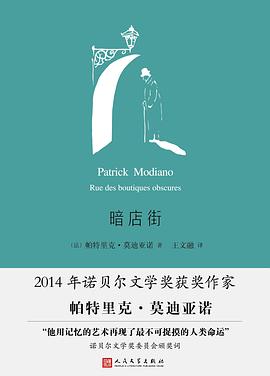 Patrick Modiano
Rue des boutiques obscures
暗店街
〔法〕帕特里克·莫迪亚诺 著 王文融 译
2014 年诺贝尔文学奖获奖作家
帕特里克·莫迪亚诺
“他用记忆的艺术再现了最不可捉摸的人类命运”
诺贝尔文学奖委员会颁奖词
人民文学出版社